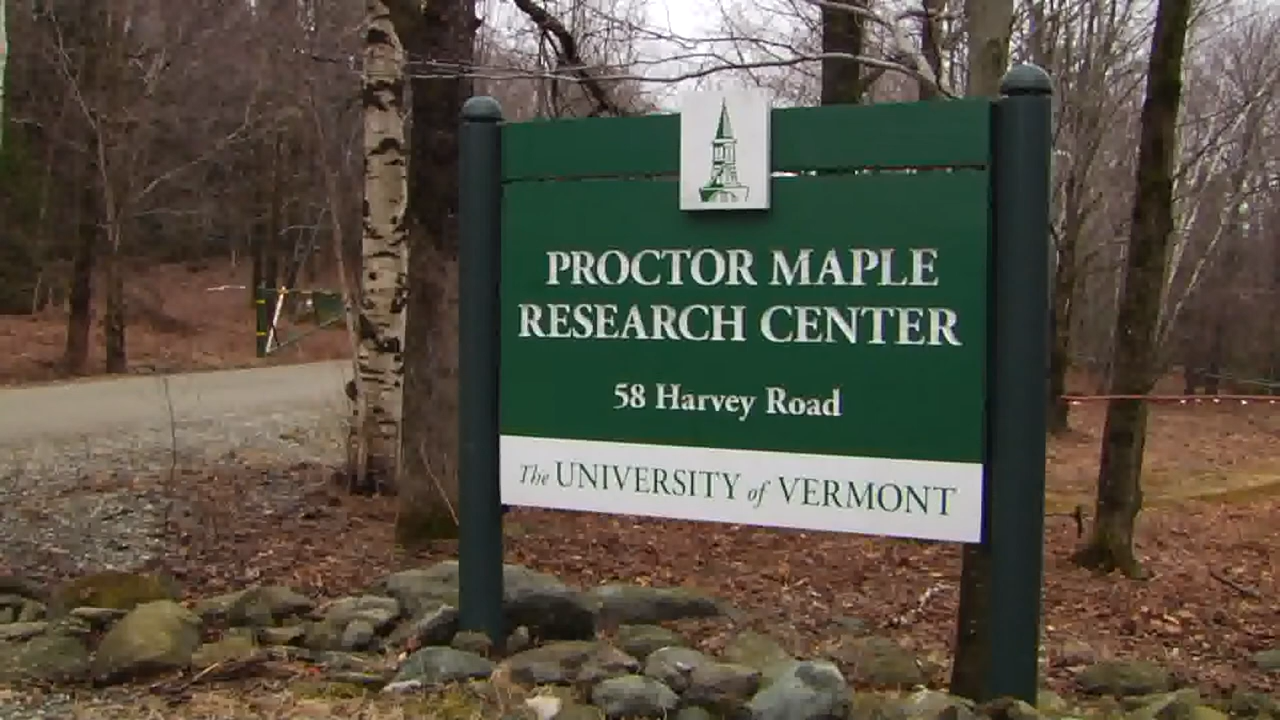 PROCTOR MAPLE
RESEARCH CENTER
58 Harvey Road
The UNIVERSITY of VERMONT